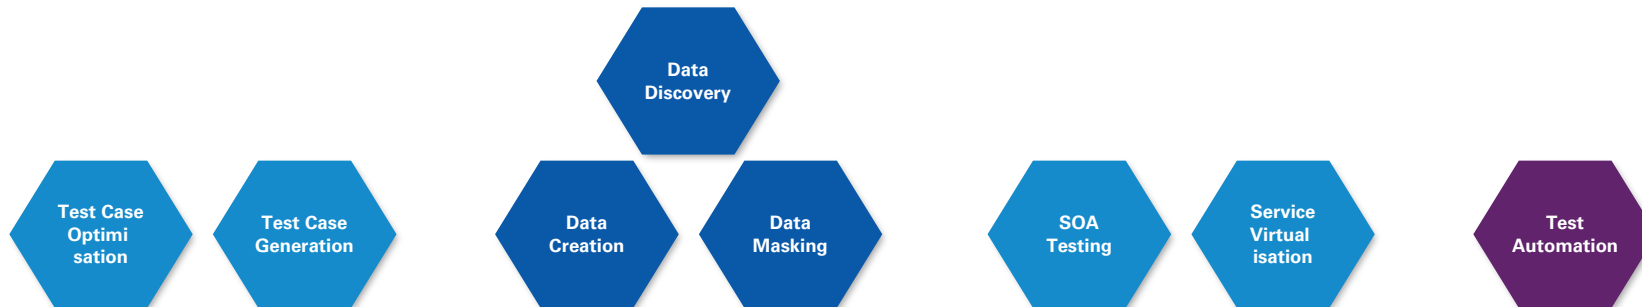 Data
Discovery
Test Case
Optimi
sation
Test Case
Generation
Data
Creation
Data
Masking
SOA
Testing
Service
Virtual
isation
Test
Automation